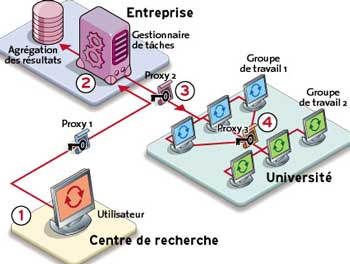 Entreprise
Agrégation
des résultats
Gestionnaire
de tâches
2
Proxy 2
3
Groupe
de travail 1
Groupe
de travail 2
Proxy 1
4
Proxy 3
Université
1
Utilisateur
Centre de recherche